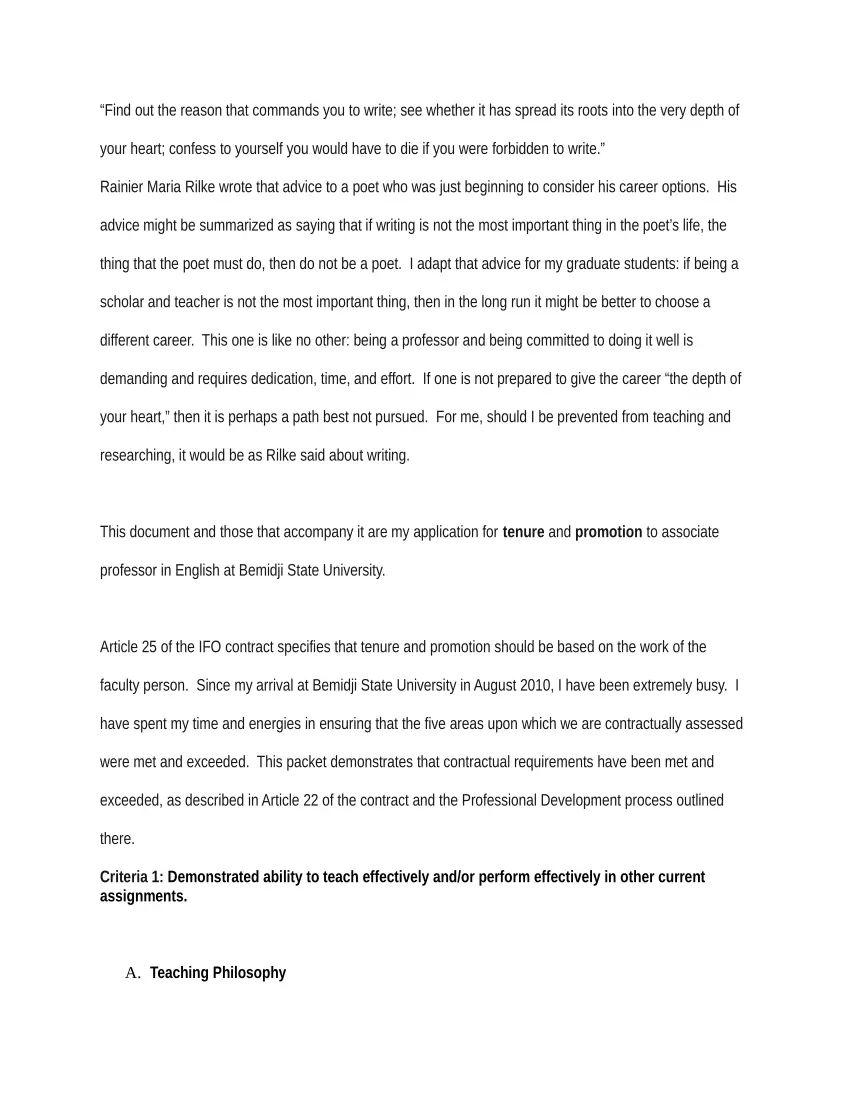 “Find out the reason that commands you to write; see whether it has spread its roots into the very depth of
your heart; confess to yourself you would have to die if you were forbidden to write.”
Rainier Maria Rilke wrote that advice to a poet who was just beginning to consider his career options.  His
advice might be summarized as saying that if writing is not the most important thing in the poet’s life, the
thing that the poet must do, then do not be a poet.  I adapt that advice for my graduate students: if being a
scholar and teacher is not the most important thing, then in the long run it might be better to choose a
different career.  This one is like no other: being a professor and being committed to doing it well is
demanding and requires dedication, time, and effort.  If one is not prepared to give the career “the depth of
your heart,” then it is perhaps a path best not pursued.  For me, should I be prevented from teaching and
researching, it would be as Rilke said about writing.
This document and those that accompany it are my application for tenure and promotion to associate
professor in English at Bemidji State University.
Article 25 of the IFO contract specifies that tenure and promotion should be based on the work of the
faculty person.  Since my arrival at Bemidji State University in August 2010, I have been extremely busy.  I
have spent my time and energies in ensuring that the five areas upon which we are contractually assessed
were met and exceeded.  This packet demonstrates that contractual requirements have been met and
exceeded, as described in Article 22 of the contract and the Professional Development process outlined
there.
Criteria 1: Demonstrated ability to teach effectively and/or perform effectively in other current
assignments.
A. Teaching Philosophy